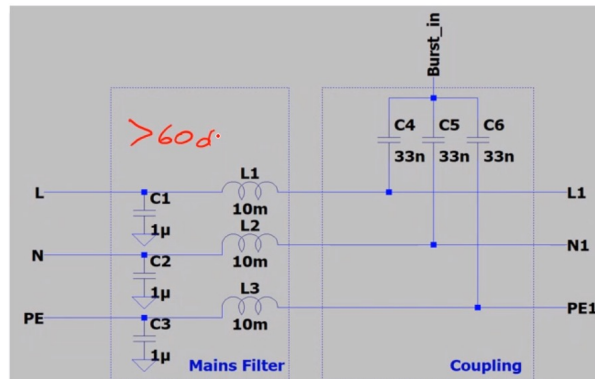 Burst_in
>60d
C4 C5 C6
33n 33n 33n
L L1 L1
C1
10m
1µ
N L2 N1
C2
10m
1µ
PE L3 PE1
C3
10m
1µ
Mains Filter Coupling